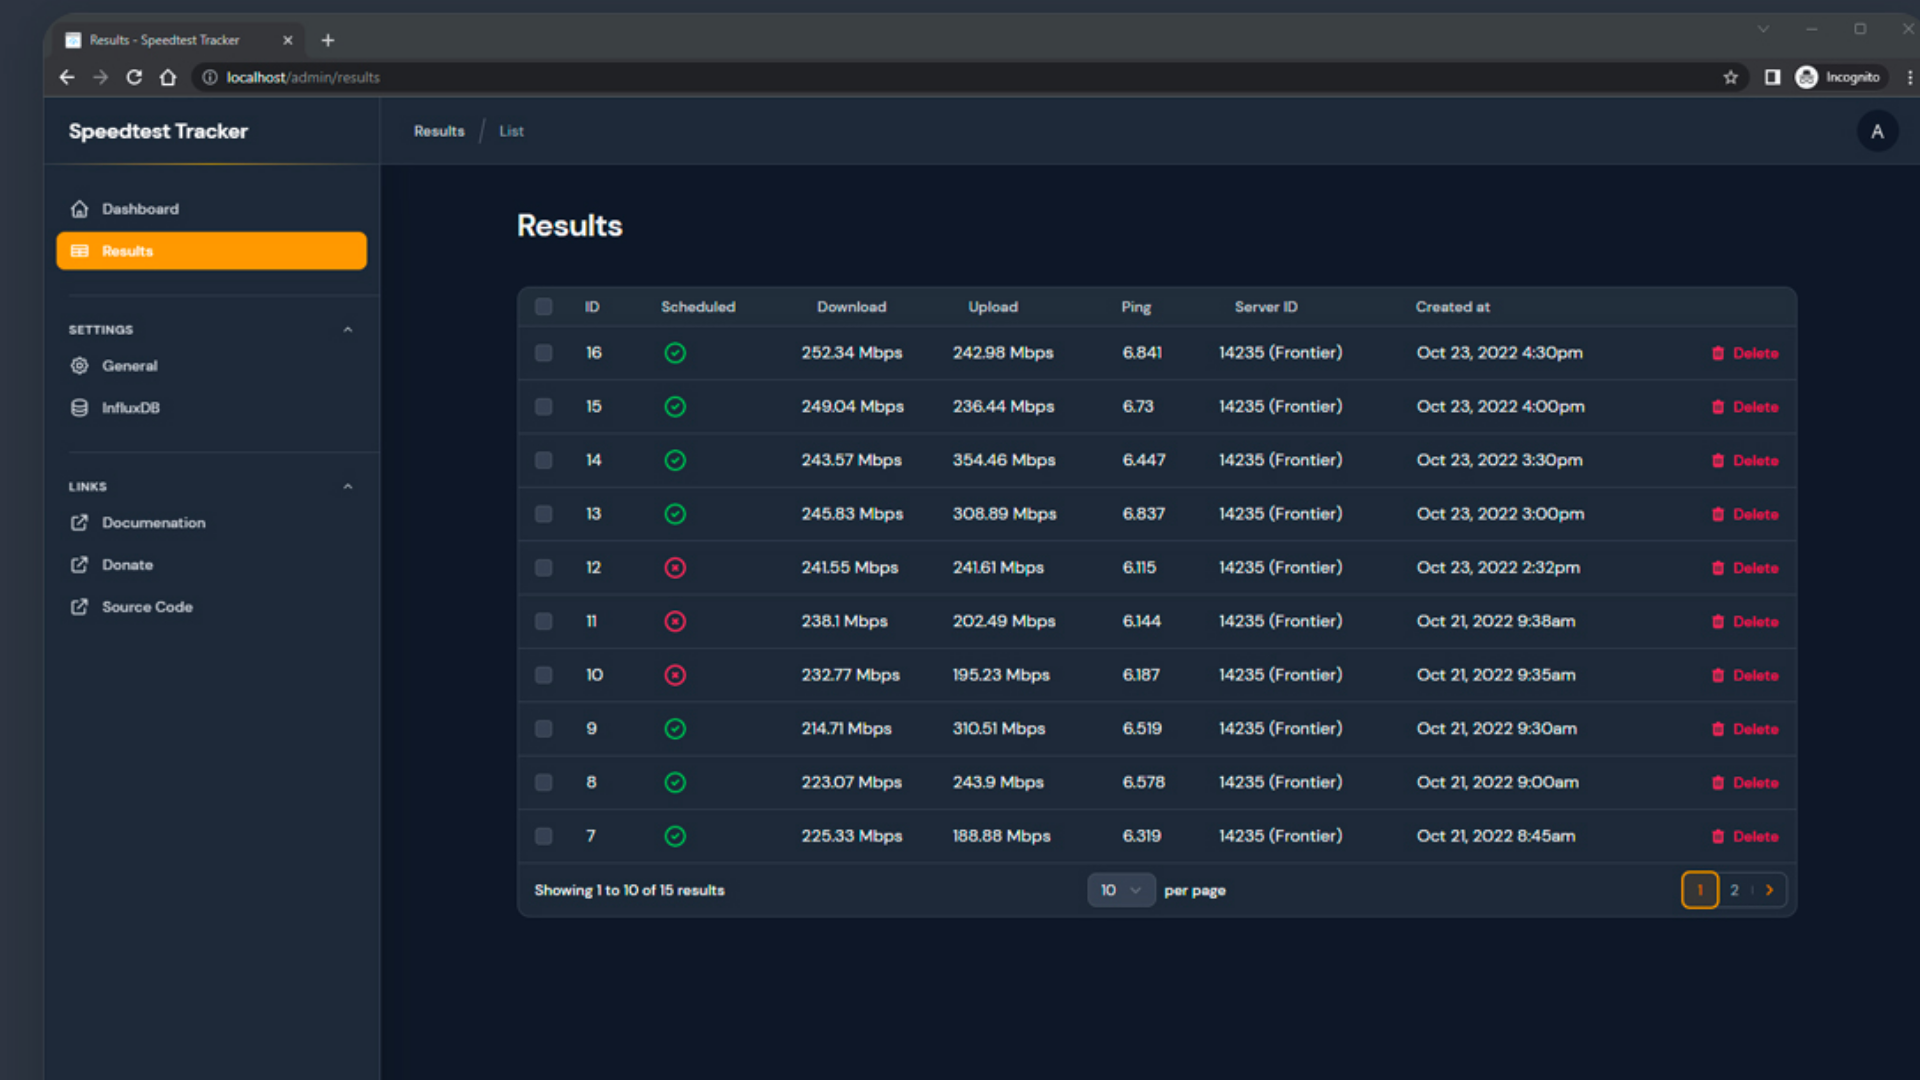 Results - Speedtest Tracker
localhost/admin/results
Incognito
Speedtest Tracker
Results / List
A
Dashboard
Results
SETTINGS
General
InfluxDB
LINKS
Documenation
Donate
Source Code
Results
ID Scheduled Download Upload Ping Server ID Created at
16 252.34 Mbps 242.98 Mbps 6.841 14235 (Frontier) Oct 23, 2022 4:30pm Delete
15 249.04 Mbps 236.44 Mbps 6.73 14235 (Frontier) Oct 23, 2022 4:00pm Delete
14 243.57 Mbps 354.46 Mbps 6.447 14235 (Frontier) Oct 23, 2022 3:30pm Delete
13 245.83 Mbps 308.89 Mbps 6.837 14235 (Frontier) Oct 23, 2022 3:00pm Delete
12 241.55 Mbps 241.61 Mbps 6.115 14235 (Frontier) Oct 23, 2022 2:32pm Delete
11 238.1 Mbps 202.49 Mbps 6.144 14235 (Frontier) Oct 21, 2022 9:38am Delete
10 232.77 Mbps 195.23 Mbps 6.187 14235 (Frontier) Oct 21, 2022 9:35am Delete
9 214.71 Mbps 310.51 Mbps 6.519 14235 (Frontier) Oct 21, 2022 9:30am Delete
8 223.07 Mbps 243.9 Mbps 6.578 14235 (Frontier) Oct 21, 2022 9:00am Delete
7 225.33 Mbps 188.88 Mbps 6.319 14235 (Frontier) Oct 21, 2022 8:45am Delete
Showing 1 to 10 of 15 results 10 per page 1 2